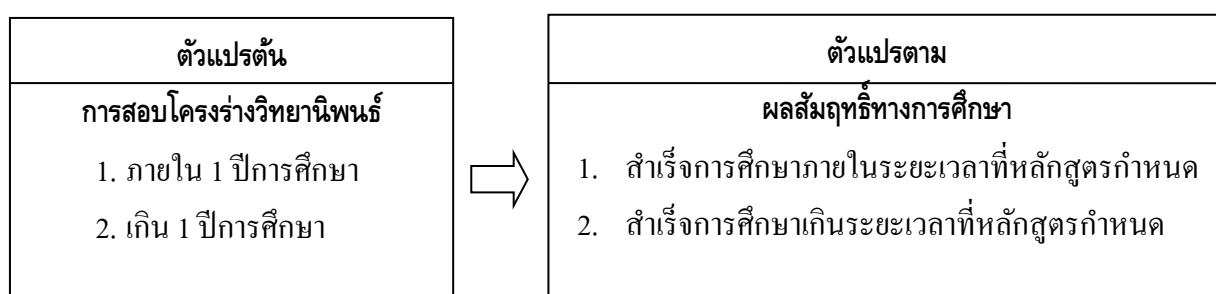 ตัวแปรต้น
การสอบโครงร่างวิทยานิพนธ์
1. ภายใน 1 ปีการศึกษา
2. เกิน 1 ปีการศึกษา
ตัวแปรตาม
ผลสัมฤทธิ์ทางการศึกษา
1. สำเร็จการศึกษาภายในระยะเวลาที่หลักสูตรกำหนด
2. สำเร็จการศึกษาเกินระยะเวลาที่หลักสูตรกำหนด